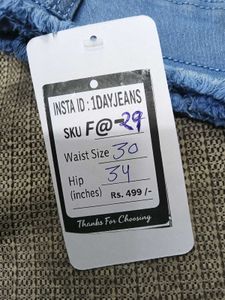 INSTA ID : 1DAYJEANS
SKU F@-29
Waist Size 30
Hip 34
(inches) Rs. 499 /-
Thanks For Choosing